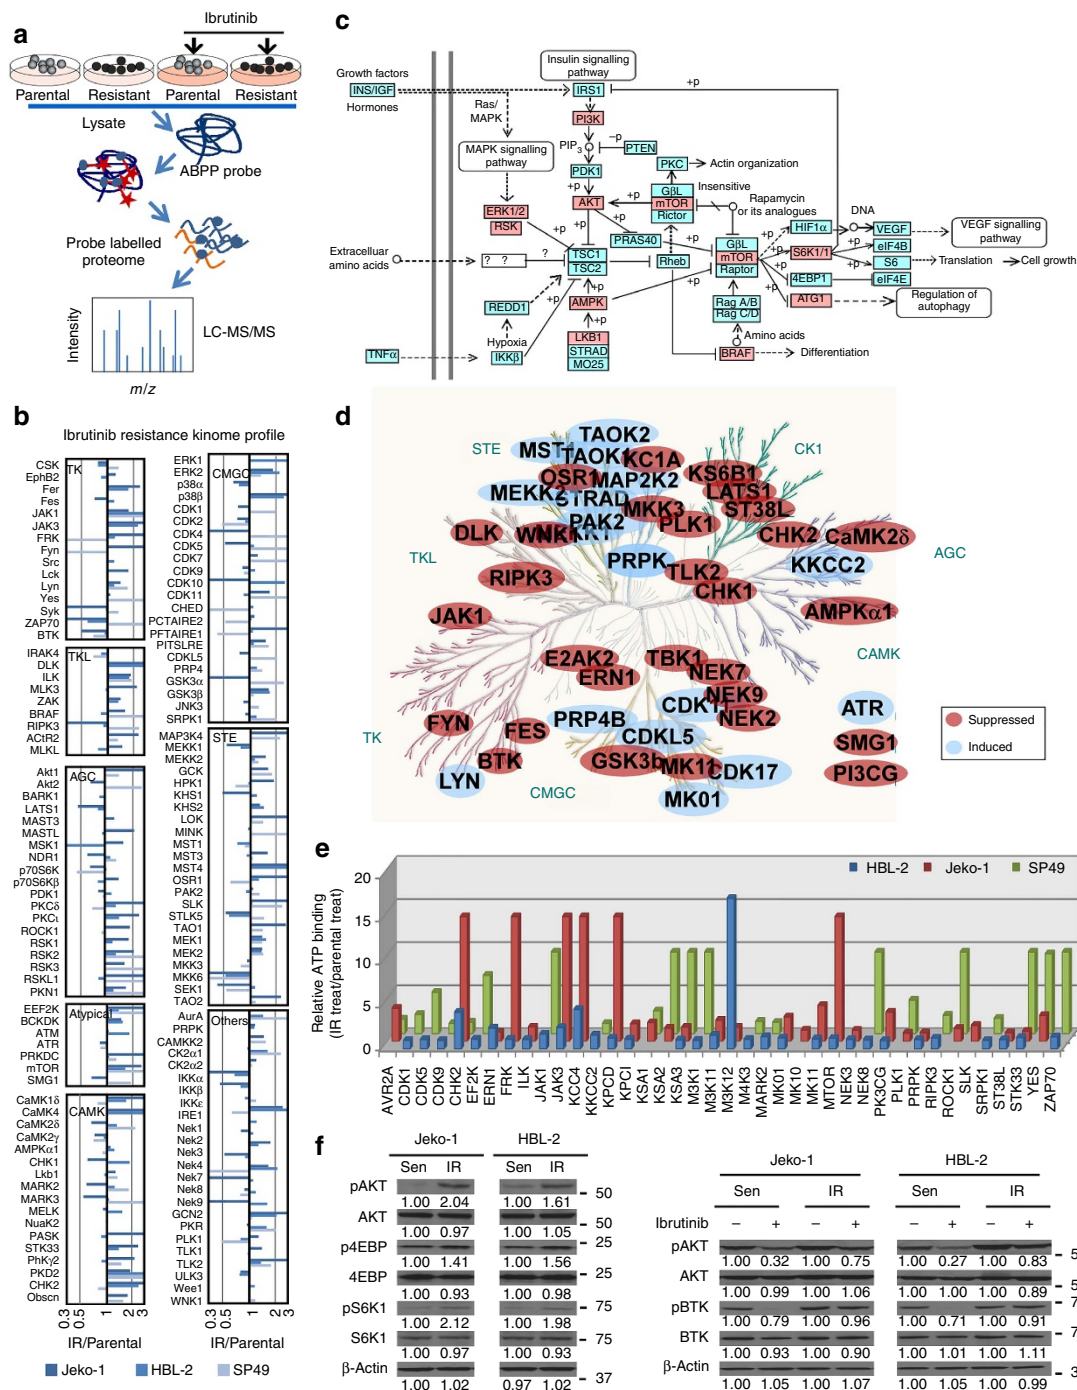 a
Ibrutinib
Parental Resistant Parental Resistant
Lysate
ABPP probe
Probe labelled
proteome
Intensity
LC-MS/MS
m/z
b
Ibrutinib resistance kinome profile
TK
CSK
EphB2
Fer
Fes
JAK1
JAK3
FRK
Fyn
Src
Lck
Lyn
Yes
Syk
ZAP70
BTK
TKL
IRAK4
DLK
ILK
MLK3
ZAK
BRAF
RIPK3
ActR2
MLKL
AGC
Akt1
Akt2
BARK1
LATS1
MAST3
MASTL
MSK1
NDR1
p70S6K
p70S6Kβ
PDK1
PKCδ
PKCι
ROCK1
RSK1
RSK2
RSK3
RSKL1
PKN1
Atypical
EEF2K
BCKDK
ATM
ATR
PRKDC
mTOR
SMG1
CAMK
CaMK1δ
CaMK4
CaMK2δ
CaMK2γ
AMPKα1
CHK1
Lkb1
MARK2
MARK3
MELK
NuaK2
PASK
STK33
PhKγ2
PKD2
CHK2
Obscn
0.3 0.5 1 2 3
IR/Parental
CMGC
ERK1
ERK2
p38α
p38β
CDK1
CDK2
CDK4
CDK5
CDK7
CDK9
CDK10
CDK11
CHED
PCTAIRE2
PFTAIRE1
PITSLRE
CDKL5
PRP4
GSK3α
GSK3β
JNK3
SRPK1
STE
MAP3K4
MEKK1
MEKK2
GCK
HPK1
KHS1
KHS2
LOK
MINK
MST1
MST3
MST4
OSR1
PAK2
SLK
STLK5
TAO1
MEK1
MEK2
MKK3
MKK6
SEK1
TAO2
Others
AurA
PRPK
CAMKK2
CK2α1
CK2α2
IKKα
IKKβ
IKKε
IRE1
Nek1
Nek2
Nek3
Nek4
Nek7
Nek8
Nek9
GCN2
PKR
PLK1
TLK1
TLK2
ULK3
Wee1
WNK1
0.3 0.5 1 2 3
IR/Parental
Jeko-1 HBL-2 SP49
c
Insulin signalling
pathway
Growth factors
INS/IGF
Hormones
IRS1
+p
Ras/
MAPK
PI3K
MAPK signalling
pathway
PIP3
−p
PTEN
PDK1
PKC
Actin organization
+p
GβL
mTOR
Rictor
Insensitive
Rapamycin
or its analogues
AKT
+p
ERK1/2
RSK
+p
+p
PRAS40
+p
+p
GβL
mTOR
Raptor
+p
HIF1α
DNA
VEGF
VEGF signalling
pathway
+p
S6K1/1
+p
eIF4B
+p
S6
Translation
Cell growth
Extracelluar
amino acids
? ?
?
TSC1
TSC2
Rheb
+p
4EBP1
eIF4E
+p
ATG1
Regulation of
autophagy
REDD1
+p
AMPK
+p
Rag A/B
Rag C/D
Hypoxia
+p
LKB1
STRAD
MO25
Amino acids
TNFα
IKKβ
BRAF
Differentiation
d
STE
TAOK2
MST1
TAOK1
KC1A
CK1
OSR1
MAP2K2
KS6B1
MEKK2
STRAD
LATS1
MKK3
ST38L
PAK2
PLK1
DLK
WNK1
CHK2
CaMK2δ
TKL
PRPK
KKCC2
AGC
RIPK3
TLK2
CHK1
JAK1
AMPKα1
E2AK2
TBK1
CAMK
ERN1
NEK7
NEK9
CDK1
NEK2
ATR
FYN
PRP4B
TK
FES
CDKL5
SMG1
BTK
GSK3b
MK11
CDK17
PI3CG
LYN
CMGC
MK01
Suppressed
Induced
e
HBL-2 Jeko-1 SP49
Relative ATP binding
(IR treat/parental treat)
20
15
10
5
0
AVR2A CDK1 CDK5 CDK9 CHK2 EF2K ERN1 FRK ILK JAK1 JAK3 KCC4 KKCC2 KPCD KPCI KSA1 KSA2 KSA3 M3K1 M3K11 M3K12 M4K3 MARK2 MK01 MK10 MK11 MTOR NEK3 NEK8 PK3CG PLK1 PRPK RIPK3 ROCK1 SLK SRPK1 ST38L STK33 YES ZAP70
f
Jeko-1 HBL-2
Sen IR Sen IR
pAKT 50
1.00 2.04 1.00 1.61
AKT 50
1.00 0.97 1.00 1.05
p4EBP 25
1.00 1.41 1.00 1.56
4EBP 25
1.00 0.93 1.00 0.98
pS6K1 75
1.00 2.12 1.00 1.98
S6K1 75
1.00 0.97 1.00 0.93
β-Actin 37
1.00 1.02 0.97 1.02
Jeko-1 HBL-2
Sen IR Sen IR
Ibrutinib − + − + − + − +
pAKT 5
1.00 0.32 1.00 0.75 1.00 0.27 1.00 0.83
AKT 5
1.00 0.99 1.00 1.06 1.00 1.00 1.00 0.89
pBTK 7
1.00 0.79 1.00 0.96 1.00 0.71 1.00 0.91
BTK 7
1.00 0.93 1.00 0.90 1.00 1.01 1.00 1.11
β-Actin 3
1.00 1.05 1.00 1.07 1.00 1.05 1.00 0.99